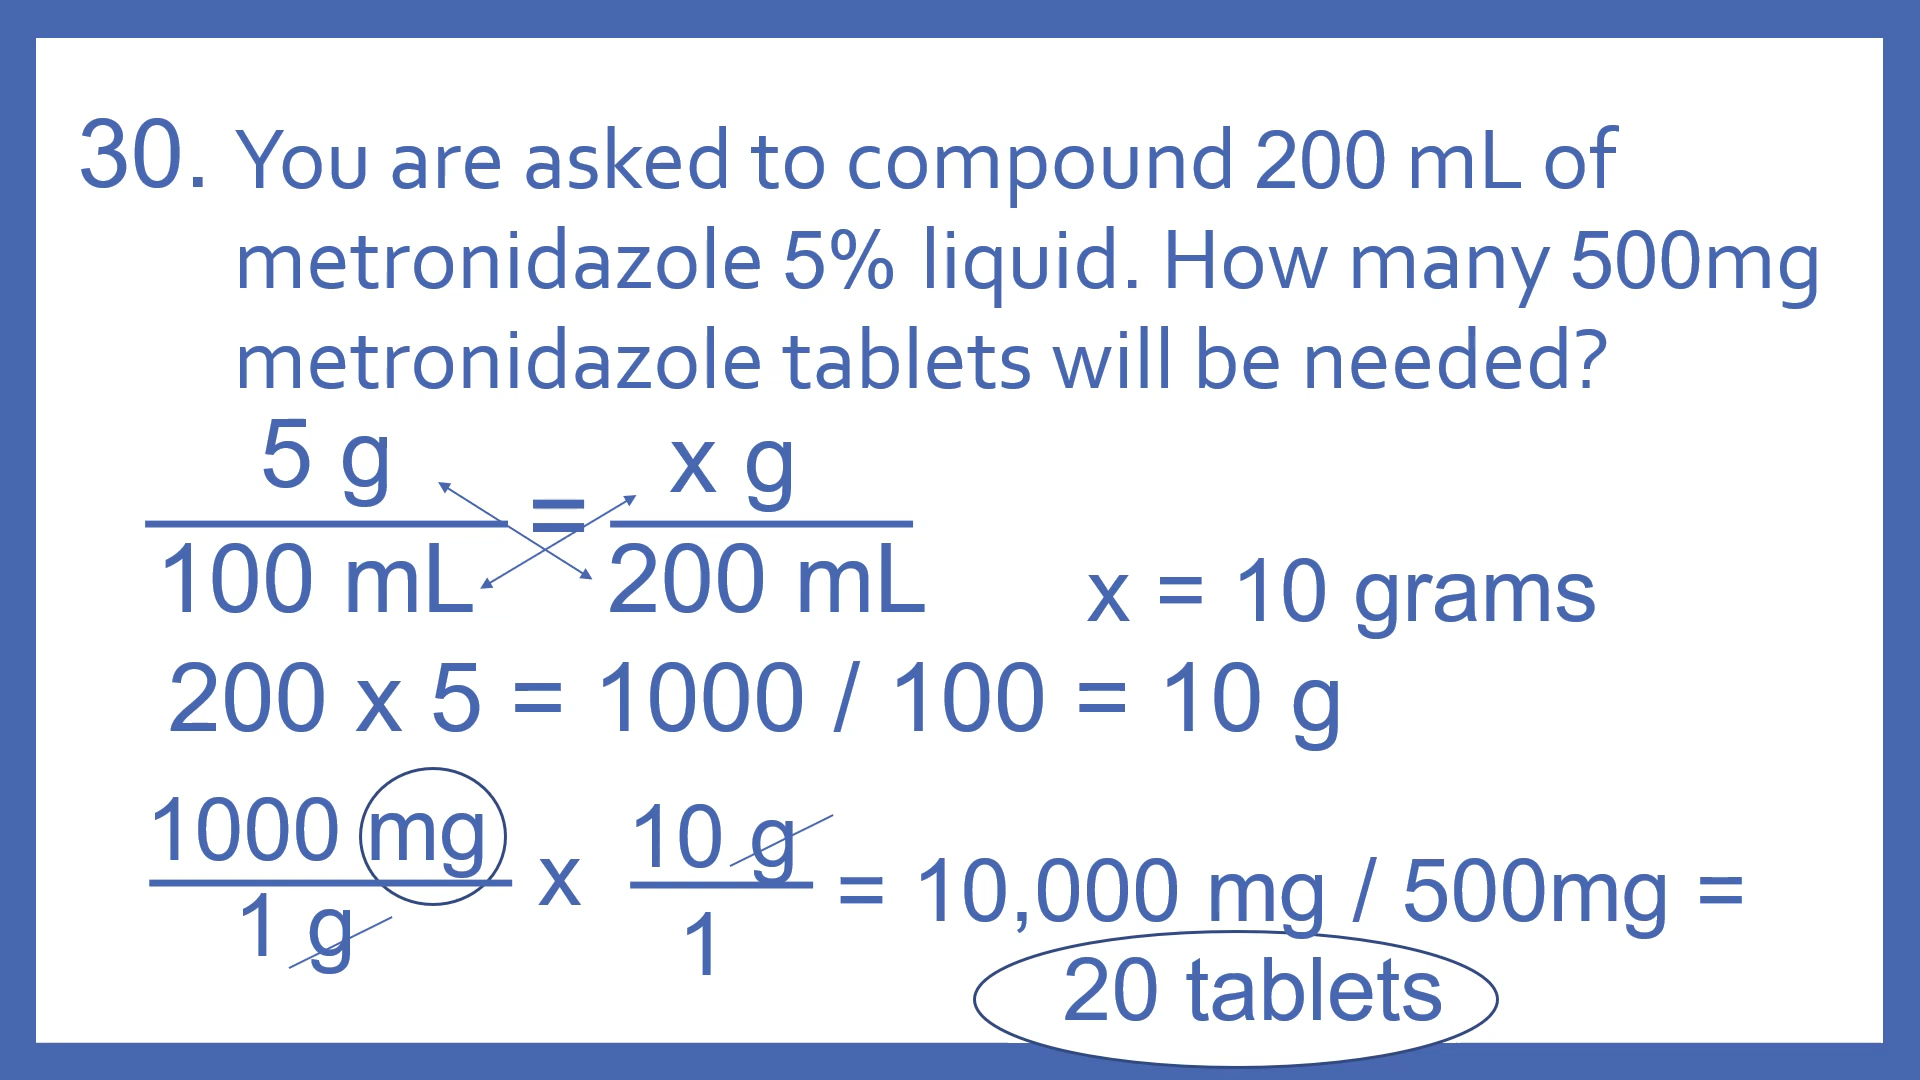 30. You are asked to compound 200 mL of
metronidazole 5% liquid. How many 500mg
metronidazole tablets will be needed?
5 g = x g
100 mL 200 mL
x = 10 grams
200 x 5 = 1000 / 100 = 10 g
1000 mg x 10 g = 10,000 mg / 500mg =
1 g 1
20 tablets